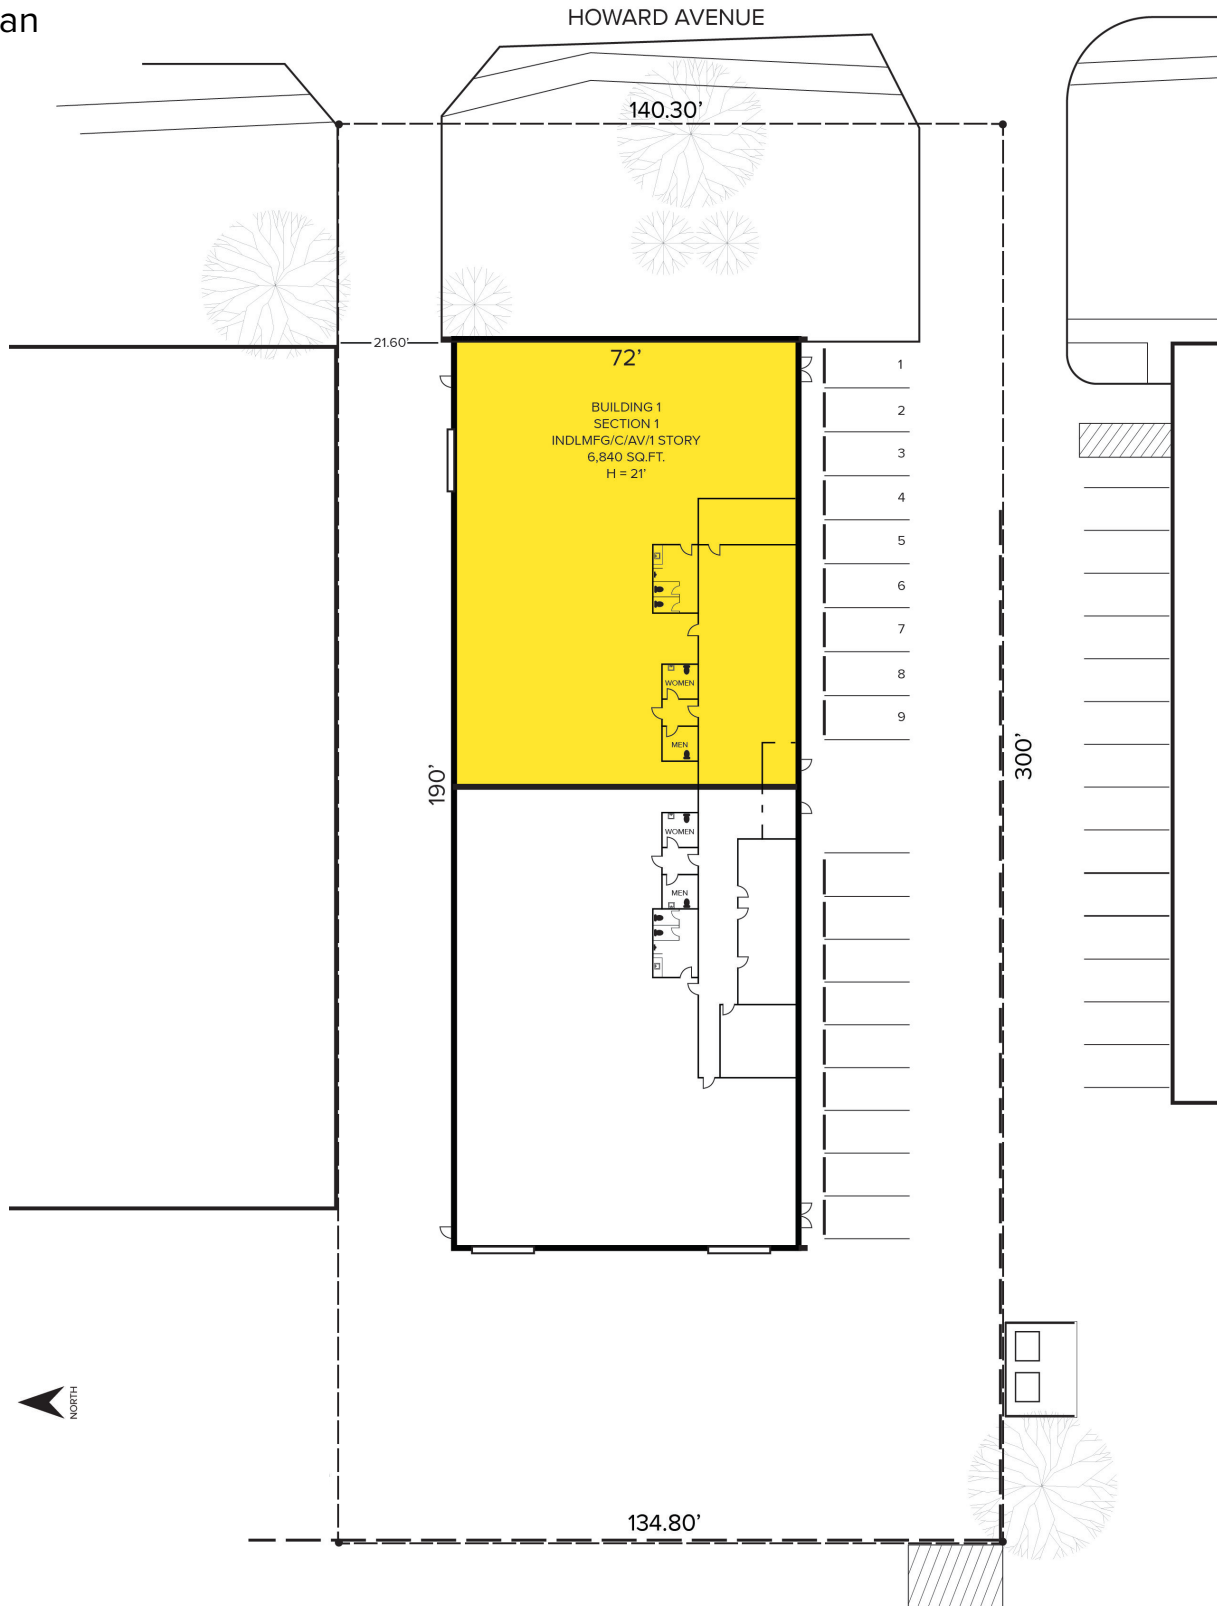 an
HOWARD AVENUE
140.30’
21.60’
72’
BUILDING 1
SECTION 1
INDLMFG/C/AV/1 STORY
6,840 SQ.FT.
H = 21’
1
2
3
4
5
6
7
8
9
WOMEN
MEN
190’
300’
WOMEN
MEN
NORTH
134.80’